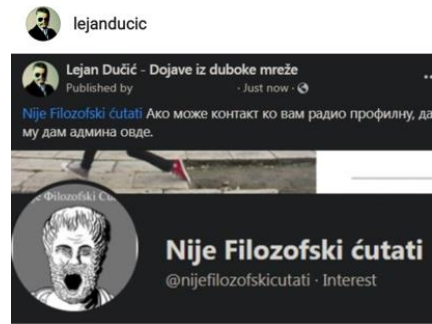 lejanducic
Lejan Dučić - Dojave iz duboke mreže
Published by · Just now ·
Nije Filozofski ćutati Ако може контакт ко вам радио профилну, да
му дам админа овде.
Filozofski
Nije Filozofski ćutati
@nijefilozofskicutati · Interest